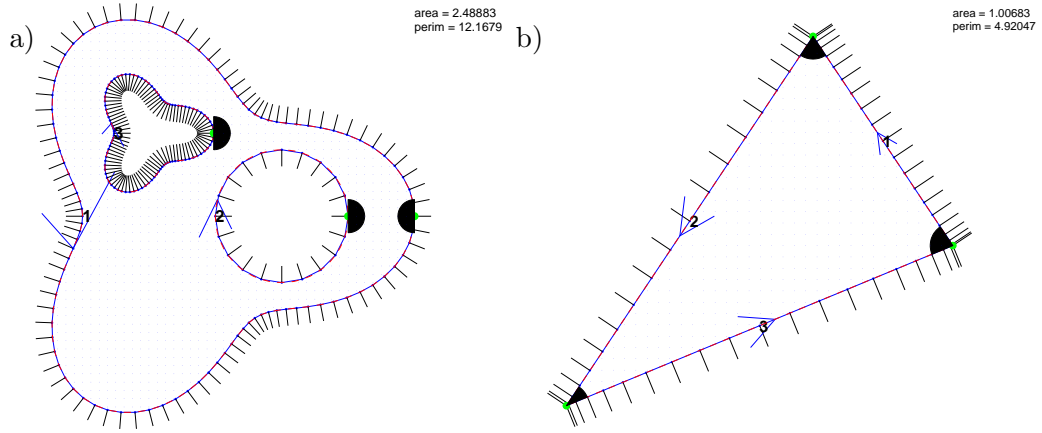 a)
area = 2.48883
perim = 12.1679
3
1
2
b)
area = 1.00683
perim = 4.92047
1
2
3